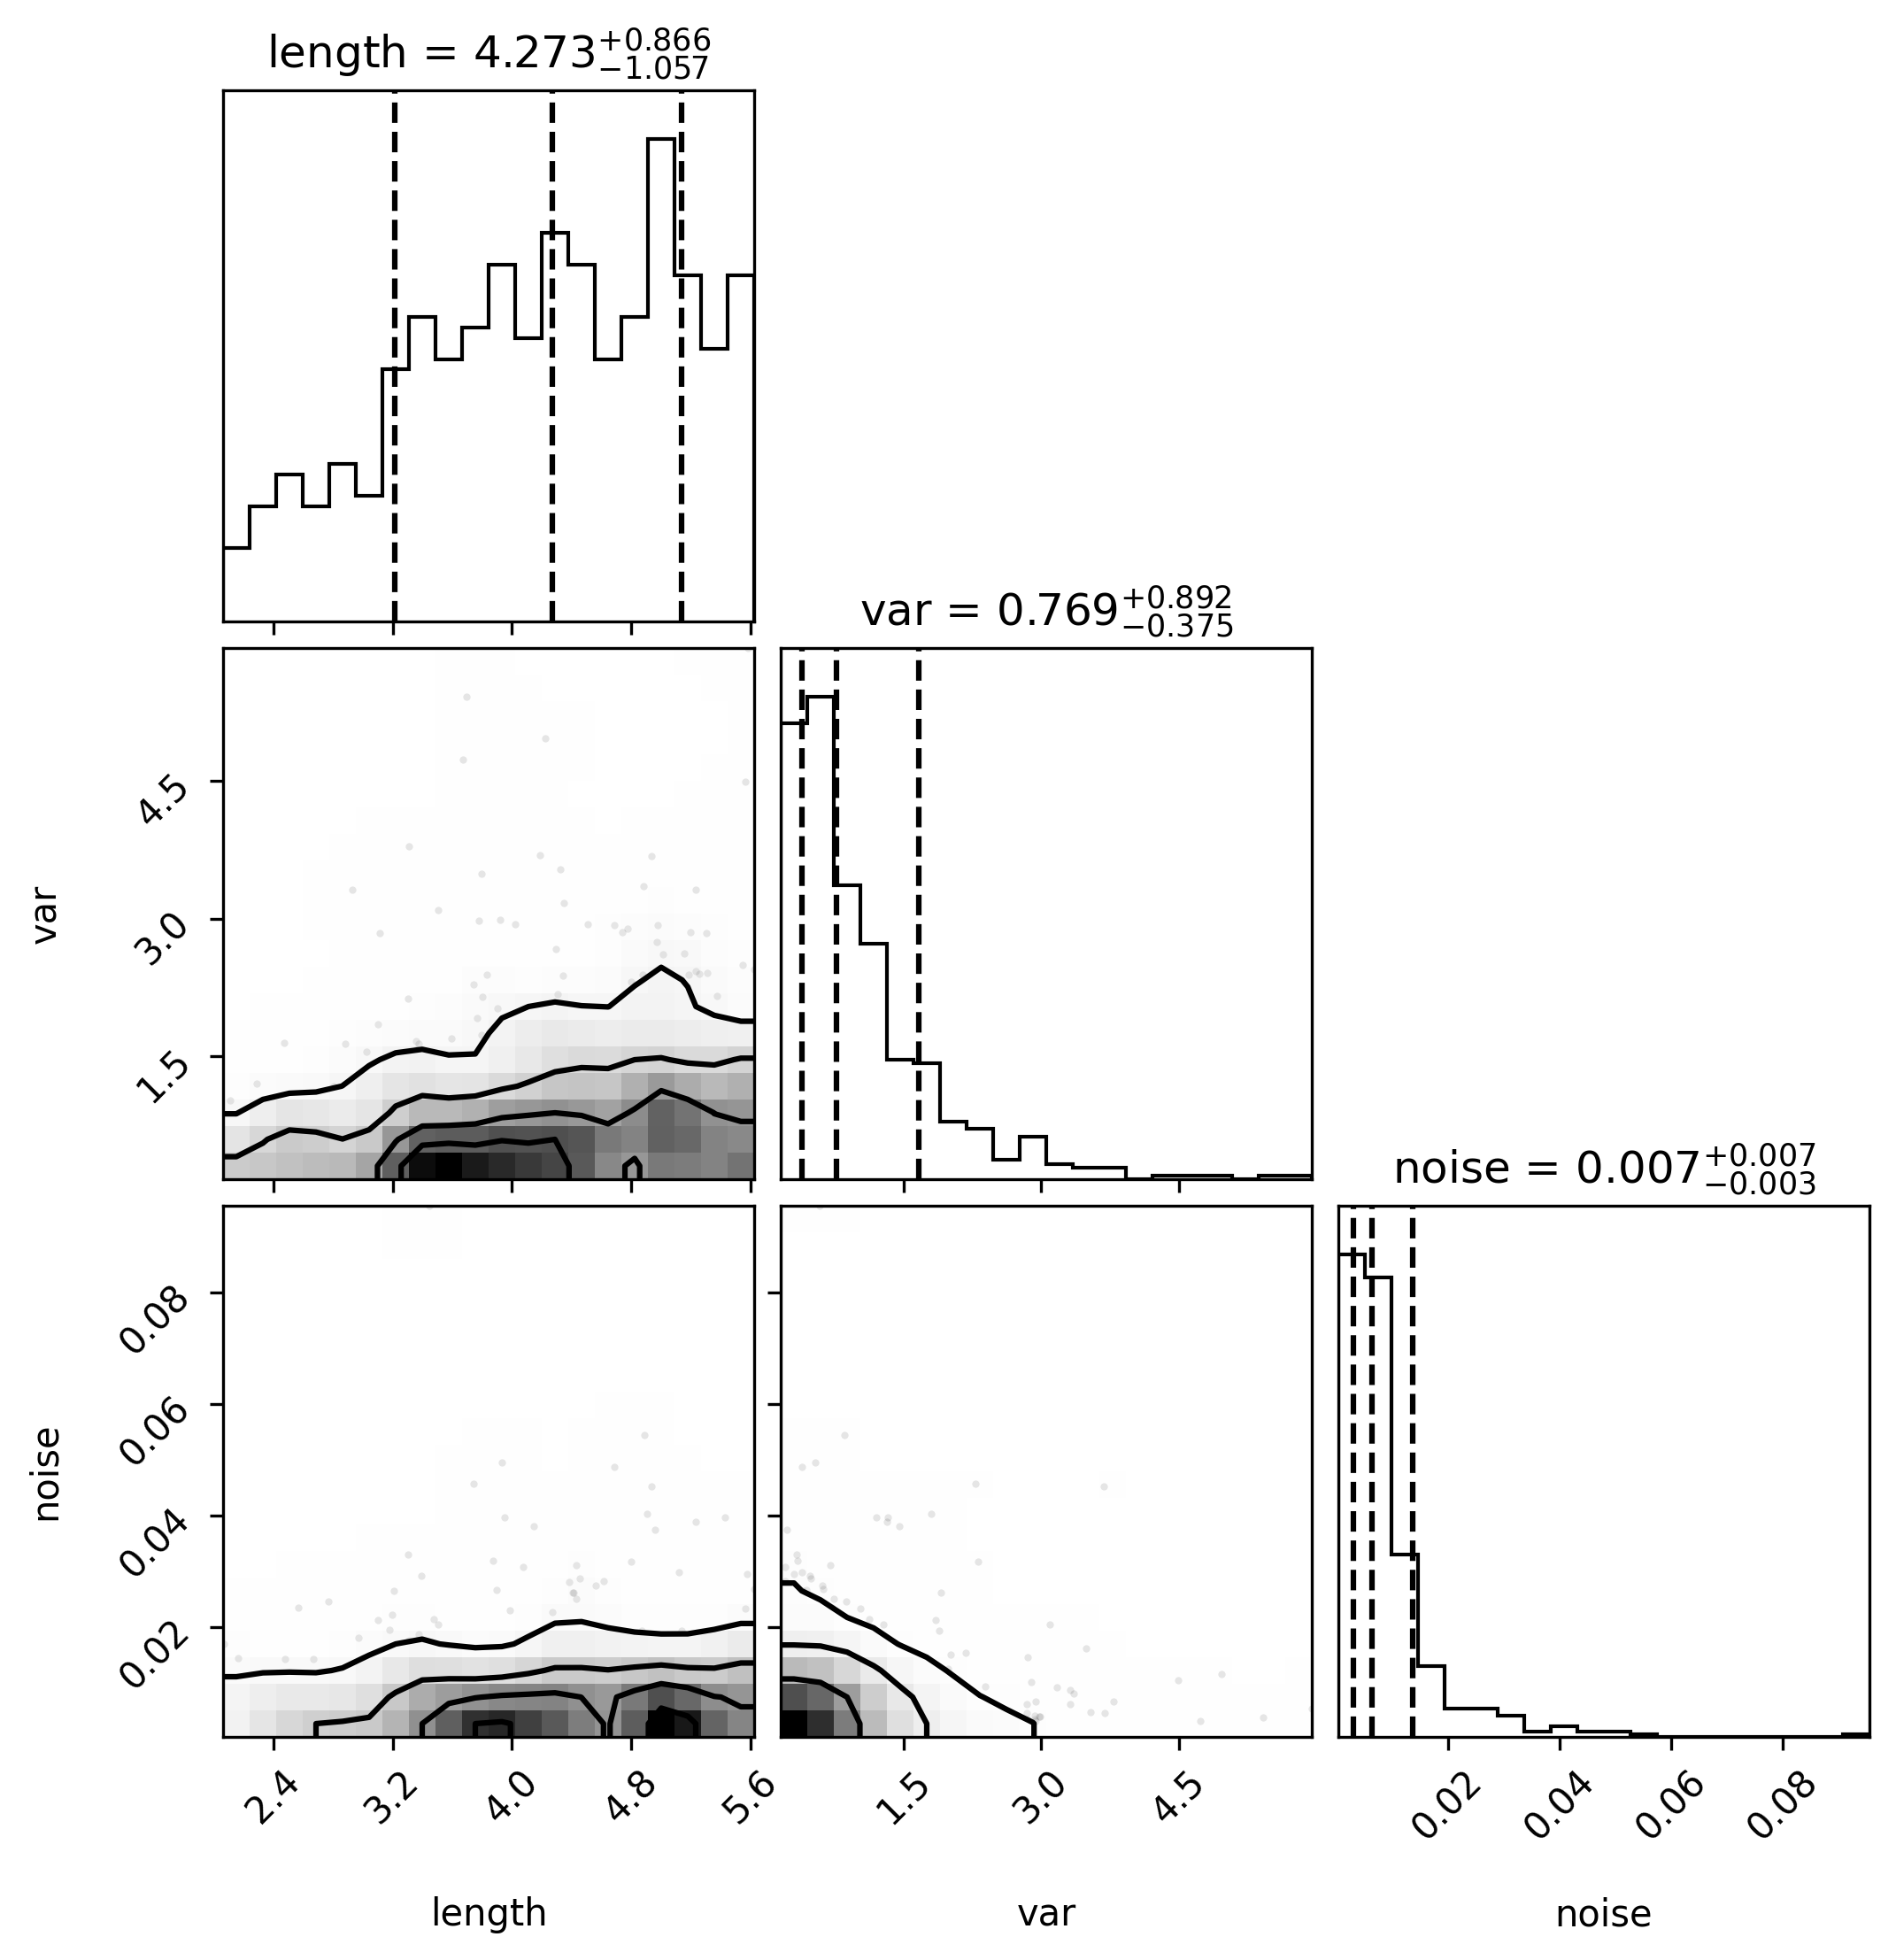 length = 4.273+0.866−1.057
var = 0.769+0.892−0.375
4.5
3.0
1.5
var
noise = 0.007+0.007−0.003
0.08
0.06
0.04
0.02
noise
2.4 3.2 4.0 4.8 5.6 1.5 3.0 4.5 0.02 0.04 0.06 0.08
length var noise